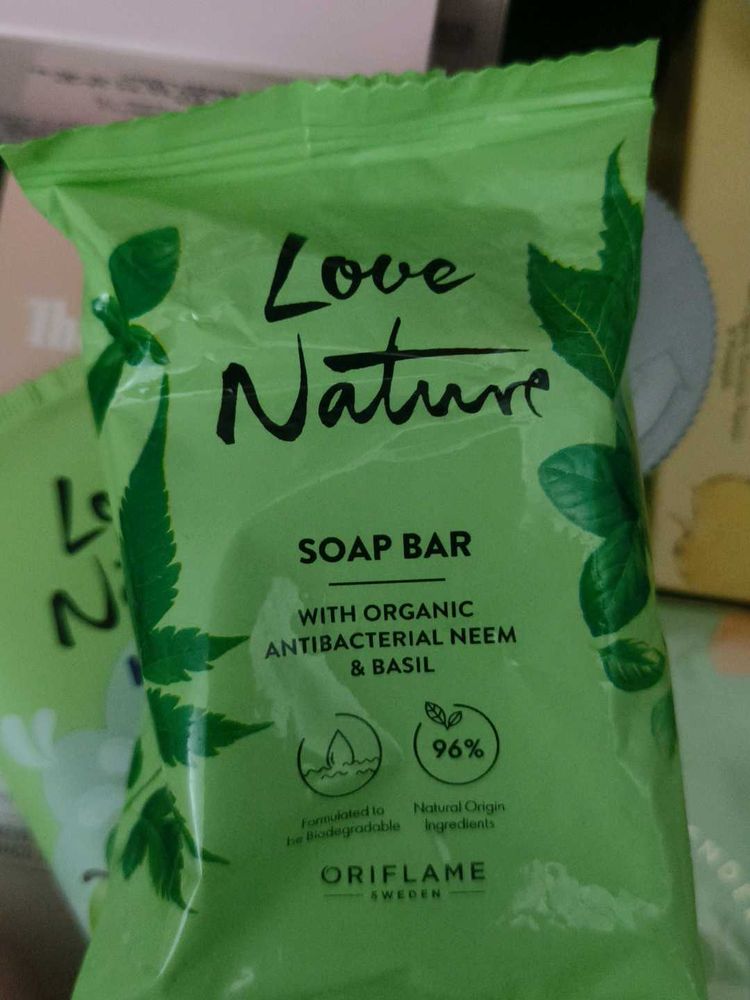 Love
Nature
SOAP BAR
WITH ORGANIC
ANTIBACTERIAL NEEM
& BASIL
96%
Formulated to
be Biodegradable
Natural Origin
Ingredients
ORIFLAME
SWEDEN